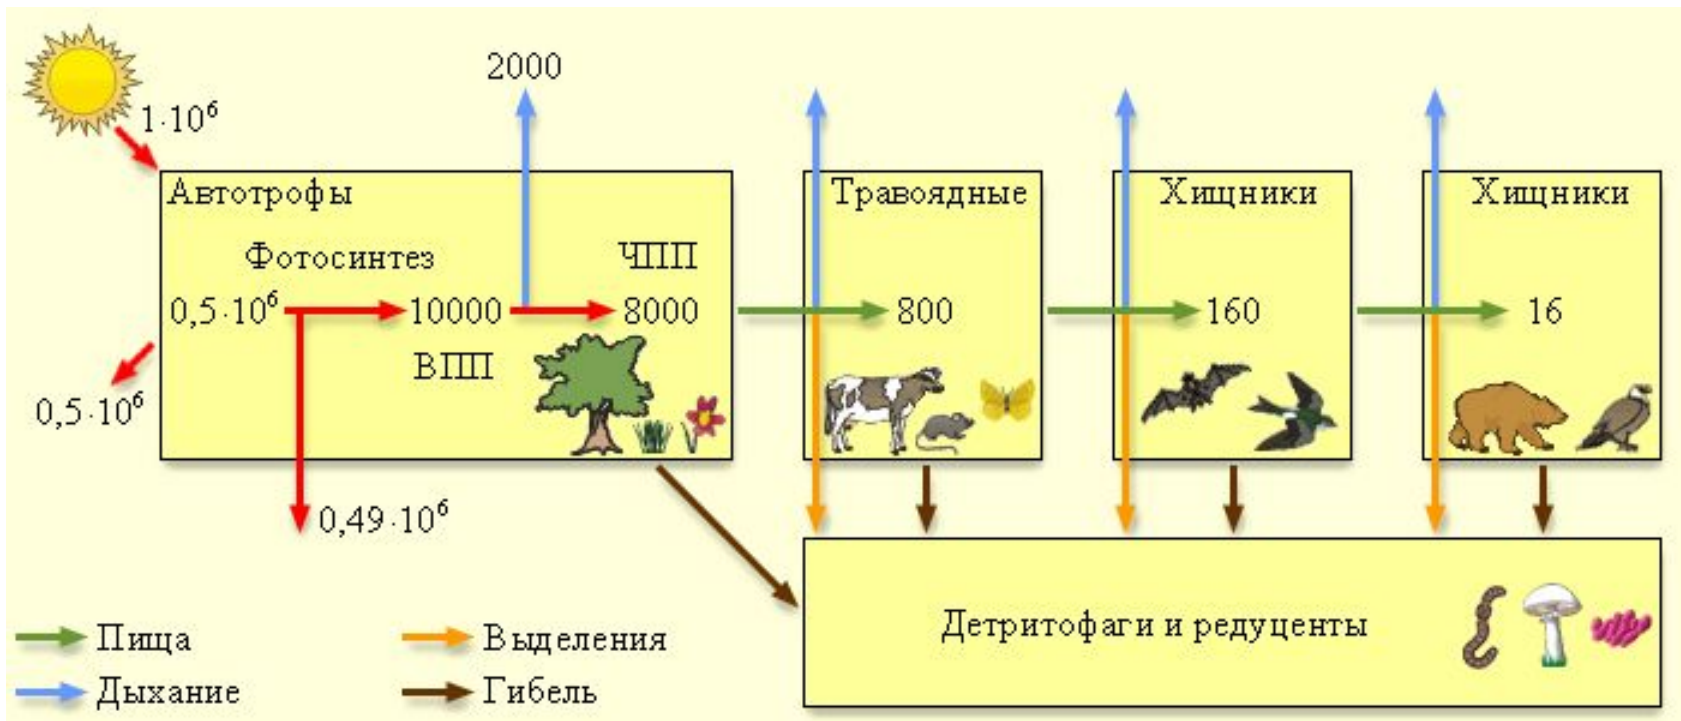 2000
1·10⁶
Автотрофы
Травоядные
Хищники
Хищники
Фотосинтез
ЧПП
0,5·10⁶
10000
8000
800
160
16
ВПП
0,5·10⁶
0,49·10⁶
Детритофаги и редуценты
Пища
Выделения
Дыхание
Гибель